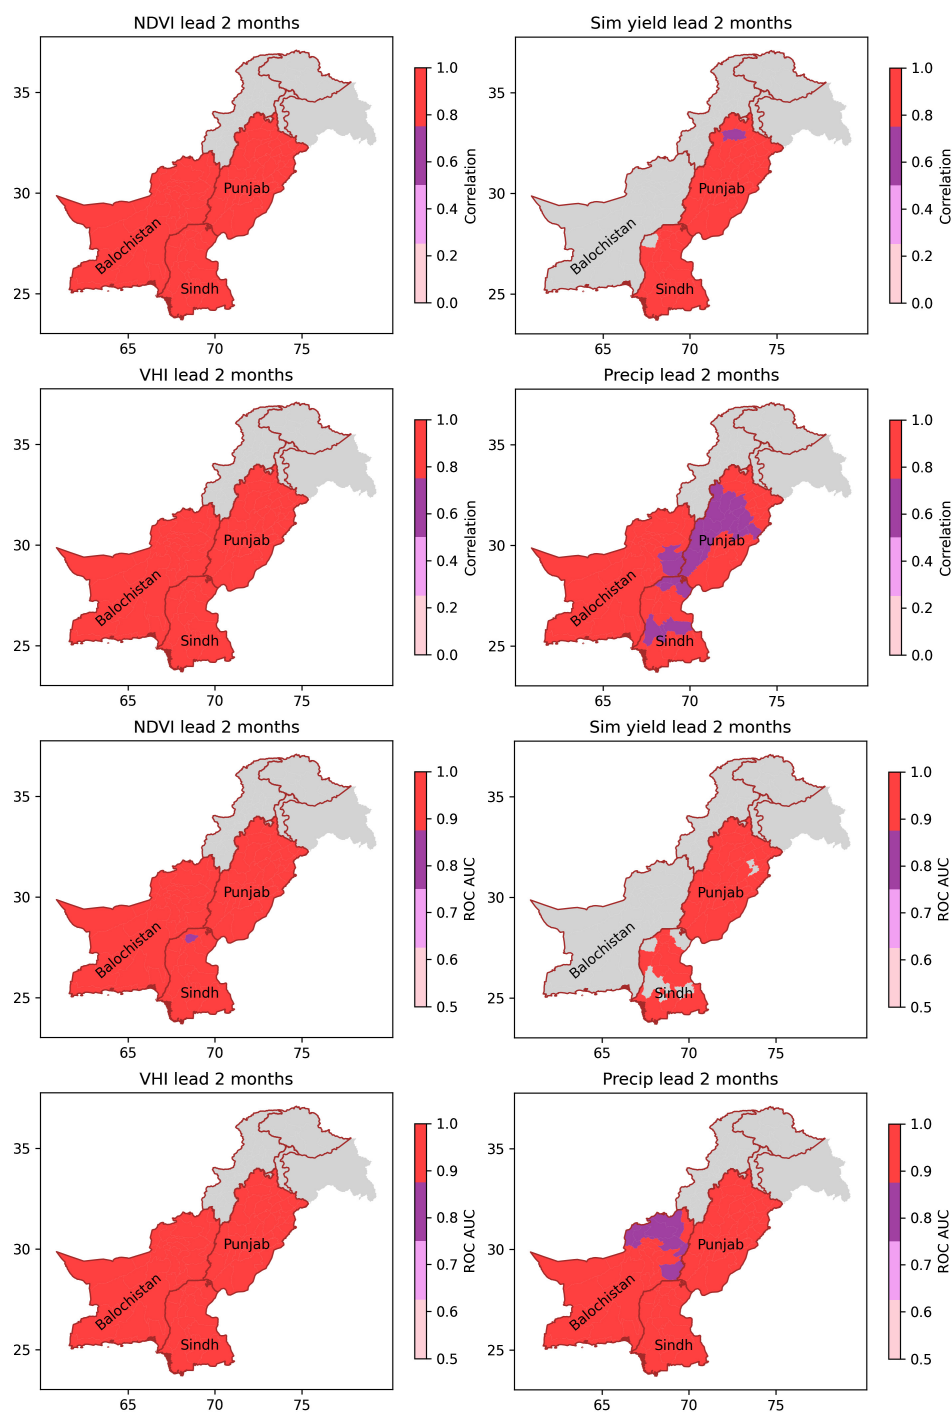 NDVI lead 2 months
35
30
25
65 70 75
Balochistan
Punjab
Sindh
1.0
0.8
0.6
0.4
0.2
0.0
Correlation
Sim yield lead 2 months
35
30
25
65 70 75
Balochistan
Punjab
Sindh
1.0
0.8
0.6
0.4
0.2
0.0
Correlation
VHI lead 2 months
35
30
25
65 70 75
Balochistan
Punjab
Sindh
1.0
0.8
0.6
0.4
0.2
0.0
Correlation
Precip lead 2 months
35
30
25
65 70 75
Balochistan
Punjab
Sindh
1.0
0.8
0.6
0.4
0.2
0.0
Correlation
NDVI lead 2 months
35
30
25
65 70 75
Balochistan
Punjab
Sindh
1.0
0.9
0.8
0.7
0.6
0.5
ROC AUC
Sim yield lead 2 months
35
30
25
65 70 75
Balochistan
Punjab
Sindh
1.0
0.9
0.8
0.7
0.6
0.5
ROC AUC
VHI lead 2 months
35
30
25
65 70 75
Balochistan
Punjab
Sindh
1.0
0.9
0.8
0.7
0.6
0.5
ROC AUC
Precip lead 2 months
35
30
25
65 70 75
Balochistan
Punjab
Sindh
1.0
0.9
0.8
0.7
0.6
0.5
ROC AUC